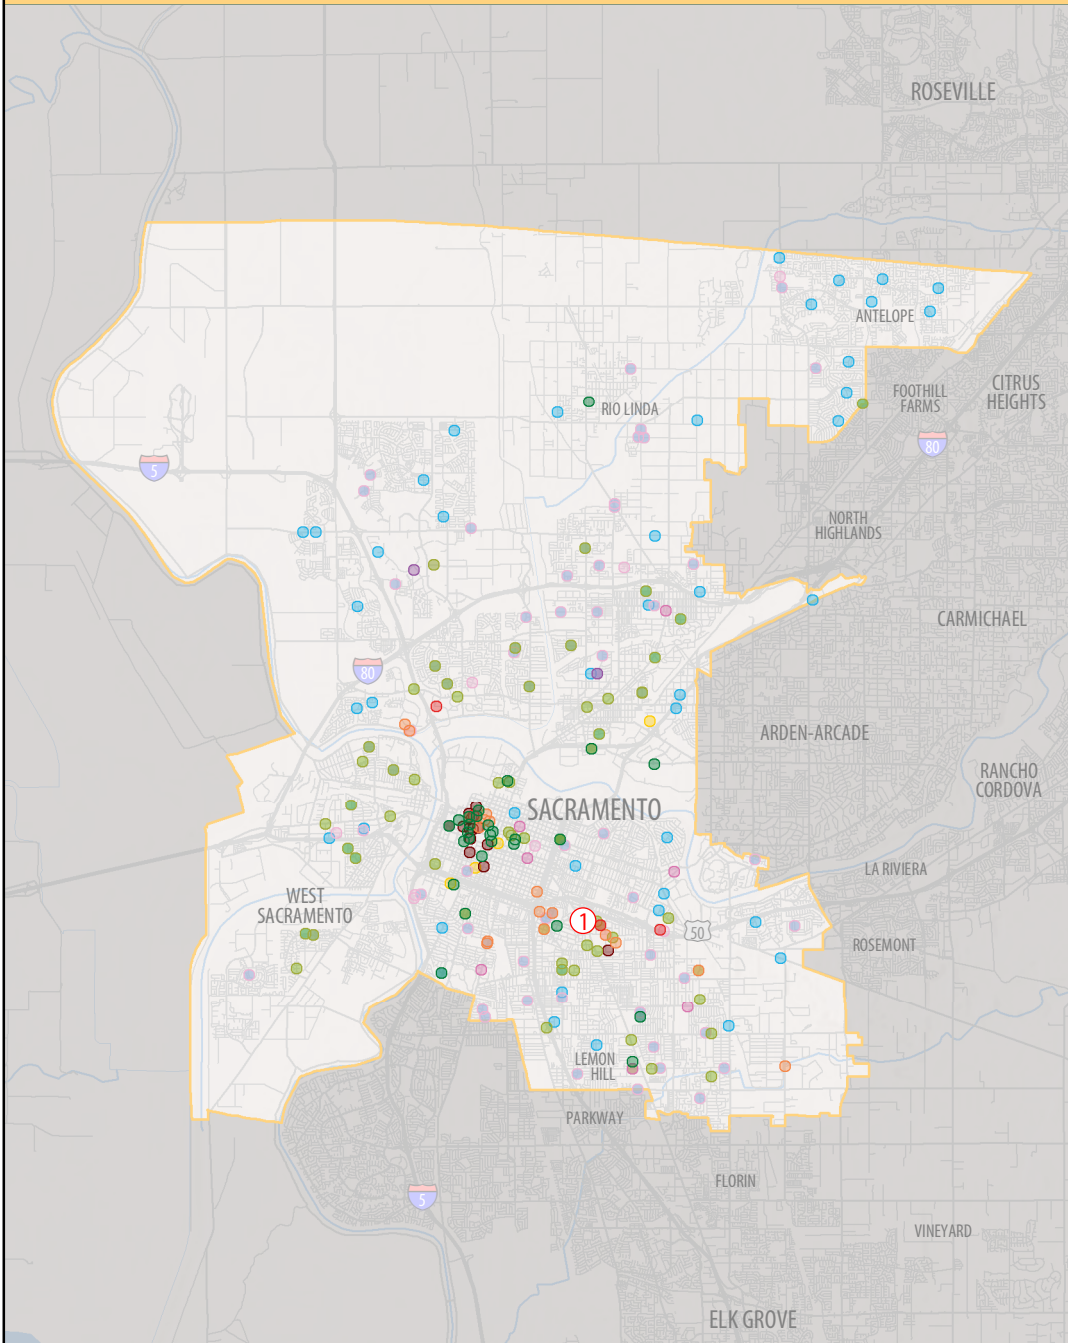 ROSEVILLE
ANTELOPE
CITRUS
HEIGHTS
FOOTHILL
FARMS
RIO LINDA
80
5
NORTH
HIGHLANDS
CARMICHAEL
80
ARDEN-ARCADE
RANCHO
CORDOVA
SACRAMENTO
LA RIVIERA
WEST
SACRAMENTO
1
50
ROSEMONT
LEMON
HILL
PARKWAY
FLORIN
5
VINEYARD
ELK GROVE